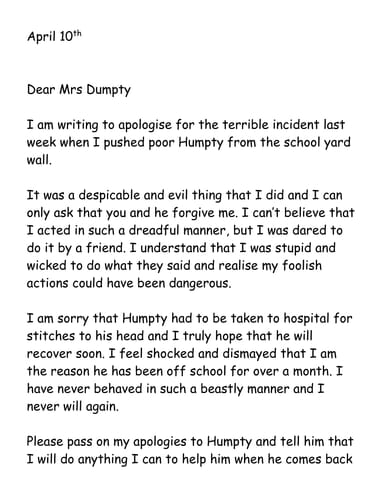 April 10th
Dear Mrs Dumpty
I am writing to apologise for the terrible incident last
week when I pushed poor Humpty from the school yard
wall.
It was a despicable and evil thing that I did and I can
only ask that you and he forgive me. I can't believe that
I acted in such a dreadful manner, but I was dared to
do it by a friend. I understand that I was stupid and
wicked to do what they said and realise my foolish
actions could have been dangerous.
I am sorry that Humpty had to be taken to hospital for
stitches to his head and I truly hope that he will
recover soon. I feel shocked and dismayed that I am
the reason he has been off school for over a month. I
have never behaved in such a beastly manner and I
never will again.
Please pass on my apologies to Humpty and tell him that
I will do anything I can to help him when he comes back